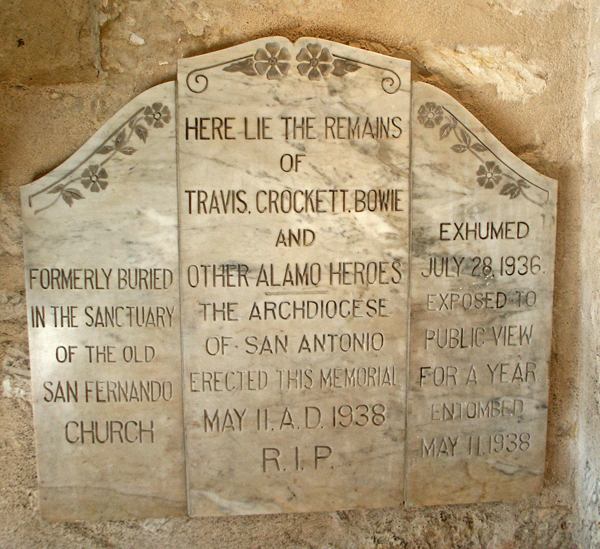 FORMERLY BURIED
IN THE SANCTUARY
OF THE OLD
SAN FERNANDO
CHURCH
HERE LIE THE REMAINS
OF
TRAVIS. CROCKETT. BOWIE
AND
OTHER ALAMO HEROES
THE ARCHDIOCESE
OF SAN ANTONIO
ERECTED THIS MEMORIAL
MAY 11. A.D. 1938
R.I.P.
EXHUMED
JULY 28, 1936.
EXPOSED TO
PUBLIC VIEW
FOR A YEAR
ENTOMBED
MAY 11, 1938